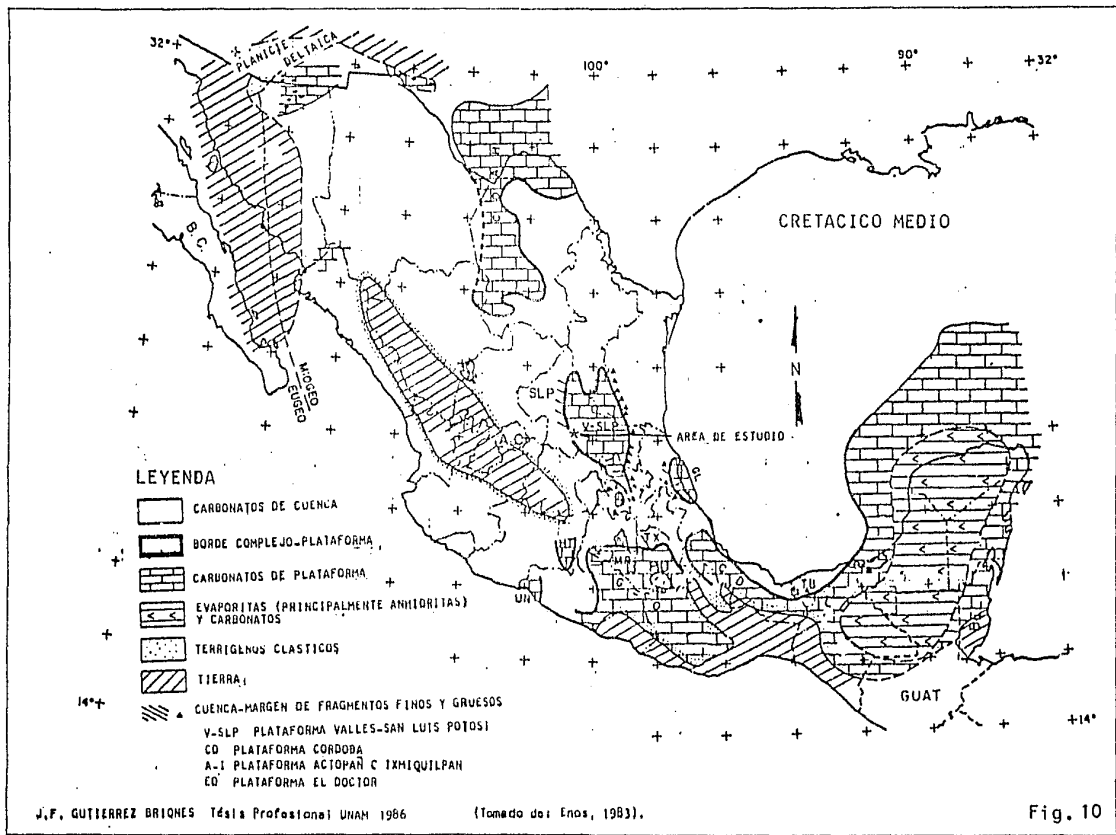 32°
PLANICIE
DELTAICA
100°
90°
32°
CRETACICO MEDIO
B.C.
N
MIOGEO
EUGEO
SLP
V-SLP
AREA DE ESTUDIO
A.C.
LEYENDA
CARBONATOS DE CUENCA
BORDE COMPLEJO-PLATAFORMA
CARBONATOS DE PLATAFORMA
EVAPORITAS (PRINCIPALMENTE ANHIDRITAS)
Y CARBONATOS
TERRIGENOS CLASTICOS
TIERRA
CUENCA-MARGEN DE FRAGMENTOS FINOS Y GRUESOS
V-SLP PLATAFORMA VALLES-SAN LUIS POTOSI
CO PLATAFORMA CORDOBA
A-I PLATAFORMA ACTOPAN C IXMIQUILPAN
ED PLATAFORMA EL DOCTOR
UN
TU
GUAT
14°
14°
J.F. GUTIERREZ BRIONES Tésis Profesional UNAM 1986 (Tomado de: Enos, 1983).
Fig. 10